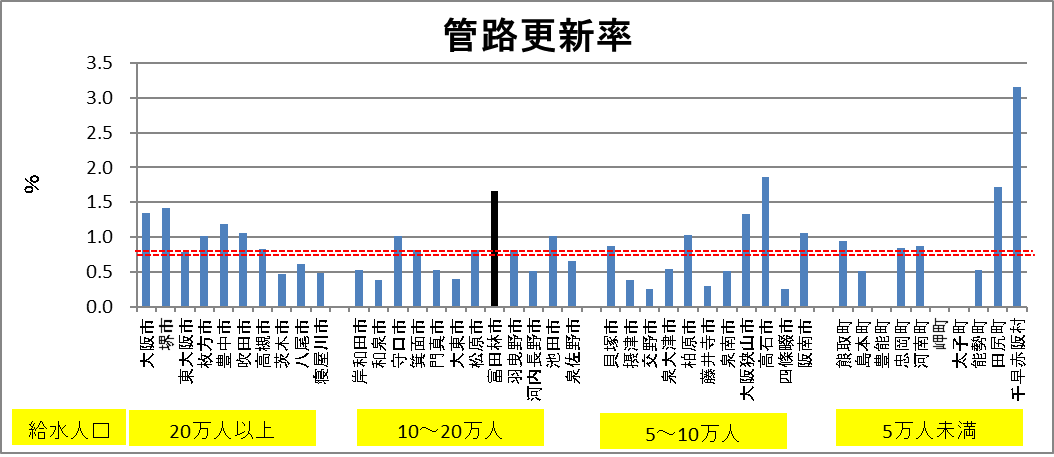 管路更新率
3.5
3.0
2.5
2.0
1.5
1.0
0.5
0.0
%
大阪市
堺市
東大阪市
枚方市
豊中市
吹田市
高槻市
茨木市
八尾市
寝屋川市
岸和田市
和泉市
守口市
箕面市
門真市
大東市
松原市
富田林市
羽曳野市
河内長野市
池田市
泉佐野市
貝塚市
摂津市
交野市
泉大津市
柏原市
藤井寺市
泉南市
大阪狭山市
高石市
四條畷市
阪南市
熊取町
島本町
豊能町
忠岡町
河南町
岬町
太子町
能勢町
田尻町
千早赤阪村
給水人口
20万人以上
10～20万人
5～10万人
5万人未満